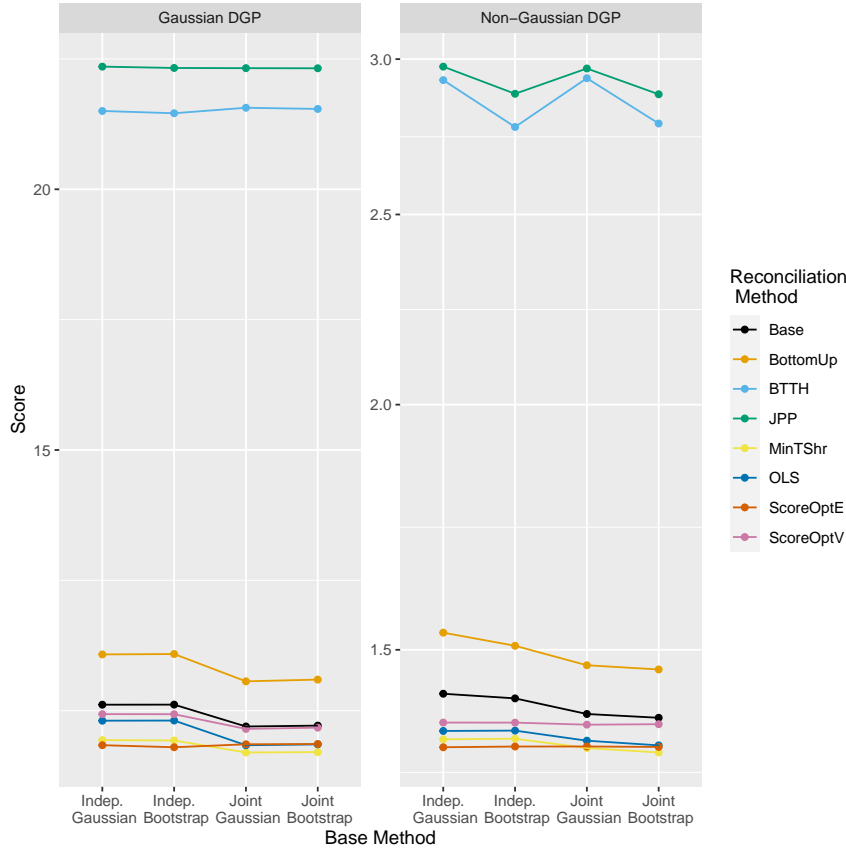 Gaussian DGP
Non−Gaussian DGP
Score
20
15
3.0
2.5
2.0
1.5
Indep.
Gaussian
Indep.
Bootstrap
Joint
Gaussian
Joint
Bootstrap
Indep.
Gaussian
Indep.
Bootstrap
Joint
Gaussian
Joint
Bootstrap
Base Method
Reconciliation
Method
Base
BottomUp
BTTH
JPP
MinTShr
OLS
ScoreOptE
ScoreOptV